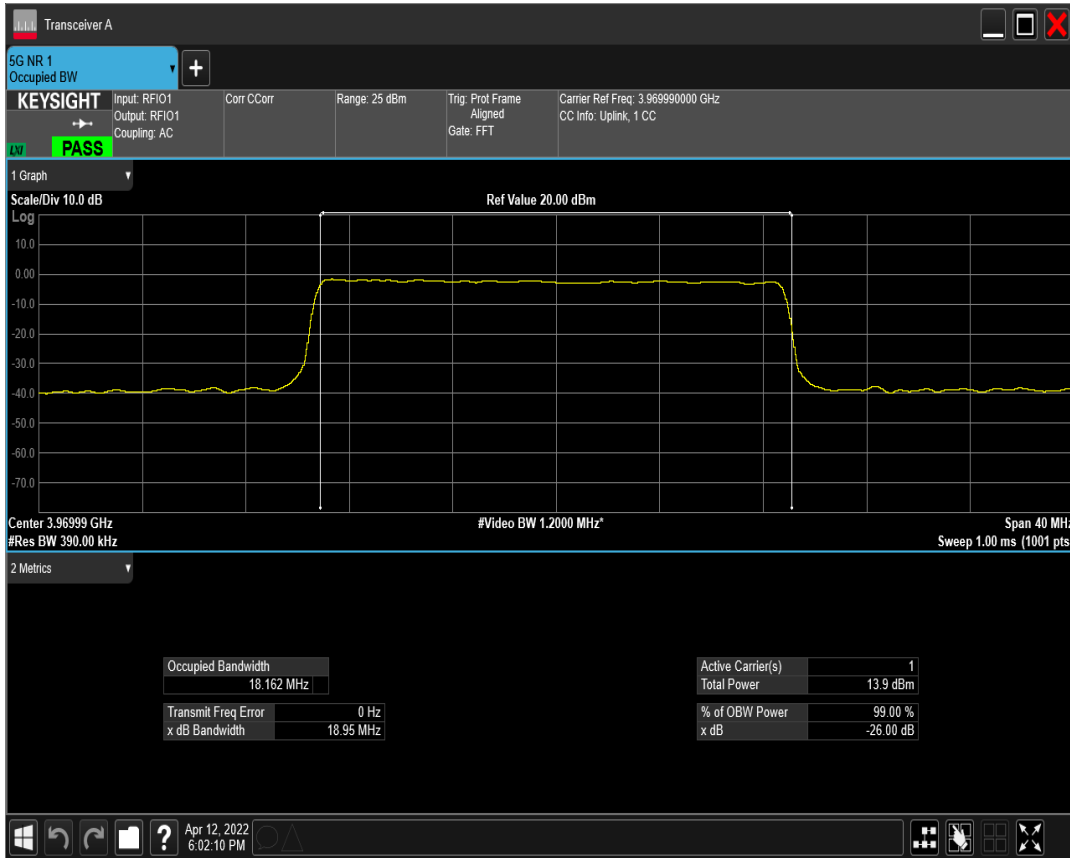 Transceiver A
5G NR 1
Occupied BW
+
KEYSIGHT
LXI
PASS
Input: RFIO1
Output: RFIO1
Coupling: AC
Corr CCorr
Range: 25 dBm
Trig: Prot Frame
Aligned
Gate: FFT
Carrier Ref Freq: 3.969990000 GHz
CC Info: Uplink, 1 CC
1 Graph
Scale/Div 10.0 dB
Ref Value 20.00 dBm
Log
10.0
0.00
-10.0
-20.0
-30.0
-40.0
-50.0
-60.0
-70.0
Center 3.96999 GHz
#Video BW 1.2000 MHz*
Span 40 MHz
#Res BW 390.00 kHz
Sweep 1.00 ms (1001 pts
2 Metrics
Occupied Bandwidth
18.162 MHz
Transmit Freq Error 0 Hz
x dB Bandwidth 18.95 MHz
Active Carrier(s) 1
Total Power 13.9 dBm
% of OBW Power 99.00 %
x dB -26.00 dB
?
Apr 12, 2022
6:02:10 PM